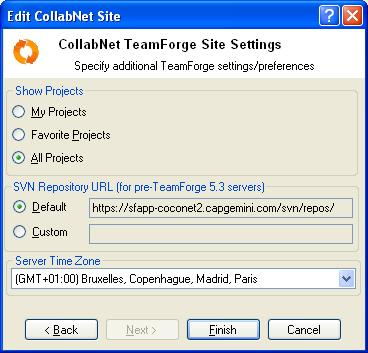 Edit CollabNet Site
CollabNet TeamForge Site Settings
Specify additional TeamForge settings/preferences
Show Projects
My Projects
Favorite Projects
All Projects
SVN Repository URL (for pre-TeamForge 5.3 servers)
Default https://sfapp-coconet2.capgemini.com/svn/repos/
Custom
Server Time Zone
(GMT+01:00) Bruxelles, Copenhague, Madrid, Paris
< Back Next > Finish Cancel